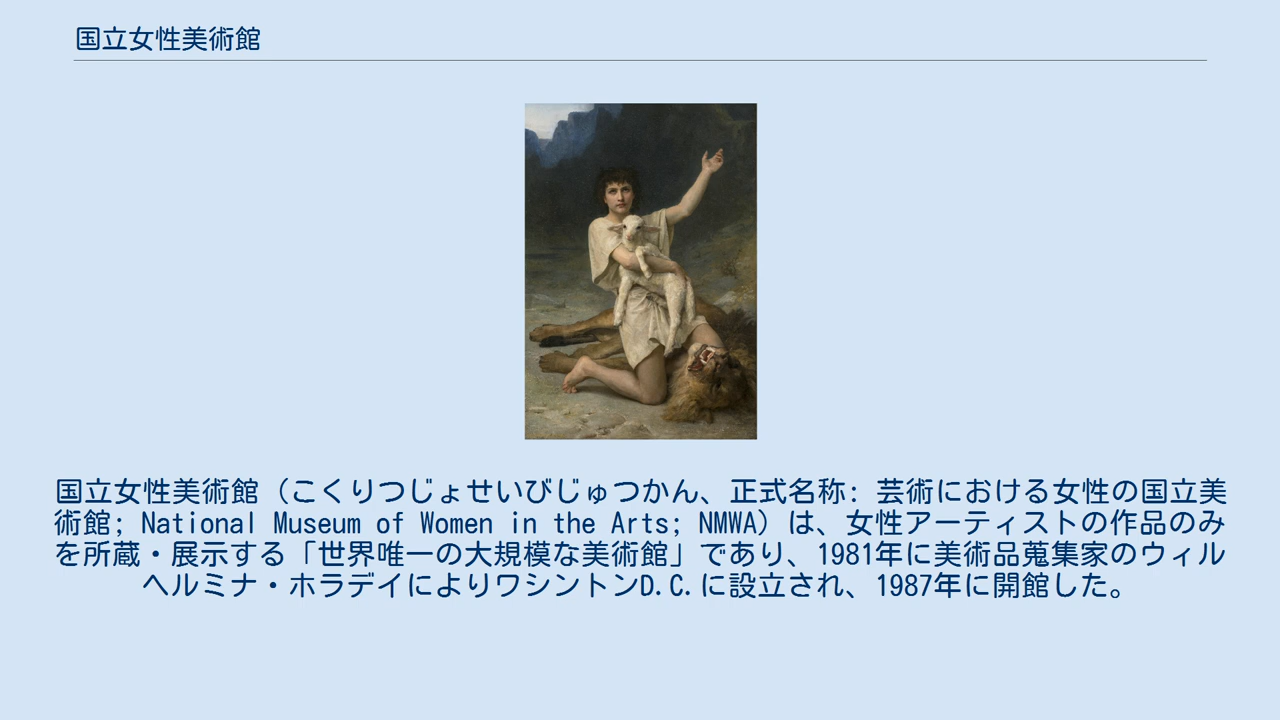 国立女性美術館
国立女性美術館（こくりつじょせいびじゅつかん、正式名称: 芸術における女性の国立美
術館; National Museum of Women in the Arts; NMWA）は、女性アーティストの作品のみ
を所蔵・展示する「世界唯一の大規模な美術館」であり、1981年に美術品蒐集家のウィル
ヘルミナ・ホラデイによりワシントンD.C.に設立され、1987年に開館した。